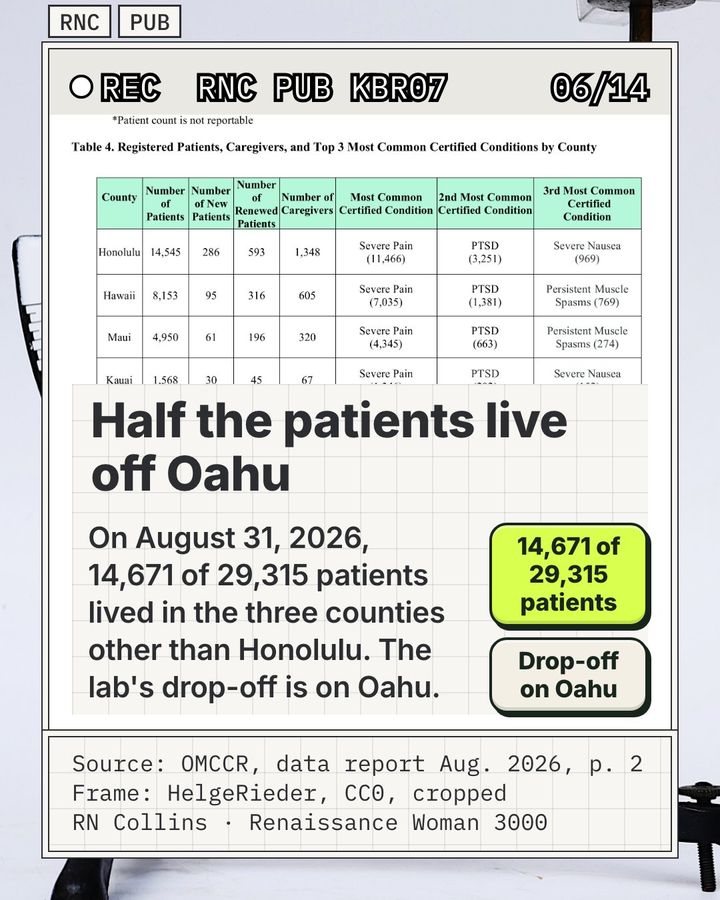 RNC PUB
REC RNC PUB KBR07 06/14
*Patient count is not reportable
Table 4. Registered Patients, Caregivers, and Top 3 Most Common Certified Conditions by County
County Number of Patients Number of New Patients Number of Renewed Patients Number of Caregivers Most Common Certified Condition 2nd Most Common Certified Condition 3rd Most Common Certified Condition
Honolulu 14,545 286 593 1,348 Severe Pain (11,466) PTSD (3,251) Severe Nausea (969)
Hawaii 8,153 95 316 605 Severe Pain (7,035) PTSD (1,381) Persistent Muscle Spasms (769)
Maui 4,950 61 196 320 Severe Pain (4,345) PTSD (663) Persistent Muscle Spasms (274)
Kauai 1,568 30 45 67 Severe Pain PTSD Severe Nausea
Half the patients live
off Oahu
On August 31, 2026,
14,671 of 29,315 patients
lived in the three counties
other than Honolulu. The
lab's drop-off is on Oahu.
14,671 of
29,315
patients
Drop-off
on Oahu
Source: OMCCR, data report Aug. 2026, p. 2
Frame: HelgeRieder, CC0, cropped
RN Collins · Renaissance Woman 3000